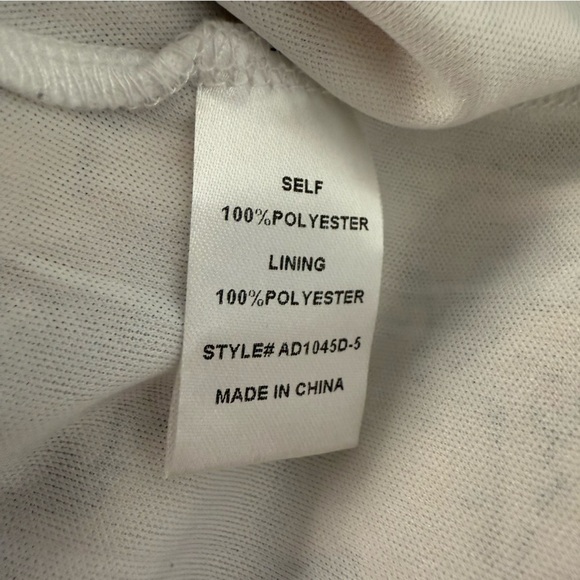 SELF
100%POLYESTER
LINING
100%POLYESTER
STYLE# AD1045D-5
MADE IN CHINA